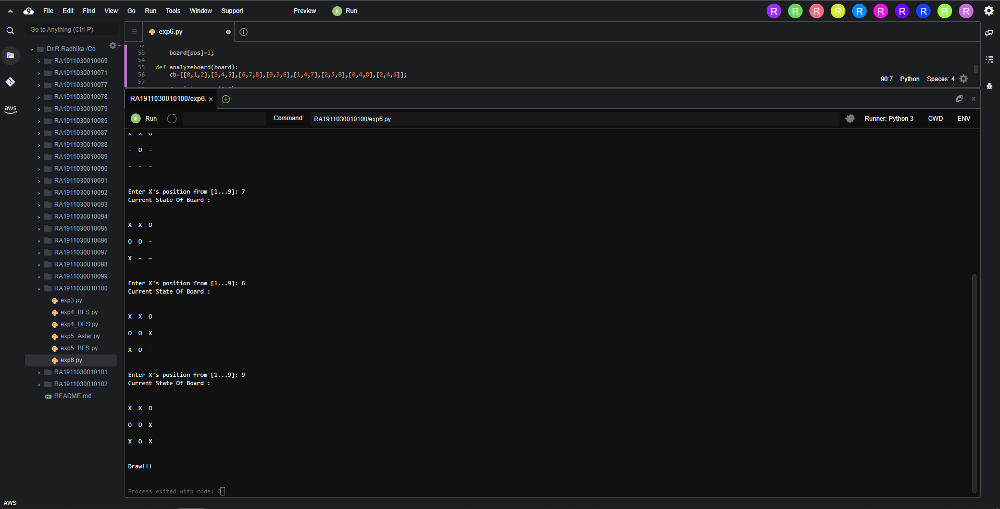 File Edit Find View Go Run Tools Window Support Preview Run R R R R R R R R R R
Go to Anything (Ctrl-P)
exp6.py
Dr.R.Radhika /Co
RA1911030010069
RA1911030010071
RA1911030010077
RA1911030010078
RA1911030010079
RA1911030010085
RA1911030010087
RA1911030010088
RA1911030010089
RA1911030010090
RA1911030010091
RA1911030010092
RA1911030010093
RA1911030010094
RA1911030010095
RA1911030010096
RA1911030010097
RA1911030010098
RA1911030010099
RA1911030010100
exp3.py
exp4_BFS.py
exp4_DFS.py
exp5_Astar.py
exp5_BFS.py
exp6.py
RA1911030010101
RA1911030010102
README.md
aws
AWS
52
53 board[pos]=1;
54
55 def analyzeboard(board):
56 cb=[[0,1,2],[3,4,5],[6,7,8],[0,3,6],[1,4,7],[2,5,8],[0,4,8],[2,4,6]];
57
90:7 Python Spaces: 4
RA1911030010100/exp6. ×
Run Command: RA1911030010100/exp6.py Runner: Python 3 CWD ENV
X X O
- O -
- - -
Enter X's position from [1...9]: 7
Current State Of Board :
X X O
O O -
X - -
Enter X's position from [1...9]: 6
Current State Of Board :
X X O
O O X
X O -
Enter X's position from [1...9]: 9
Current State Of Board :
X X O
O O X
X O X
Draw!!!
Process exited with code: 0